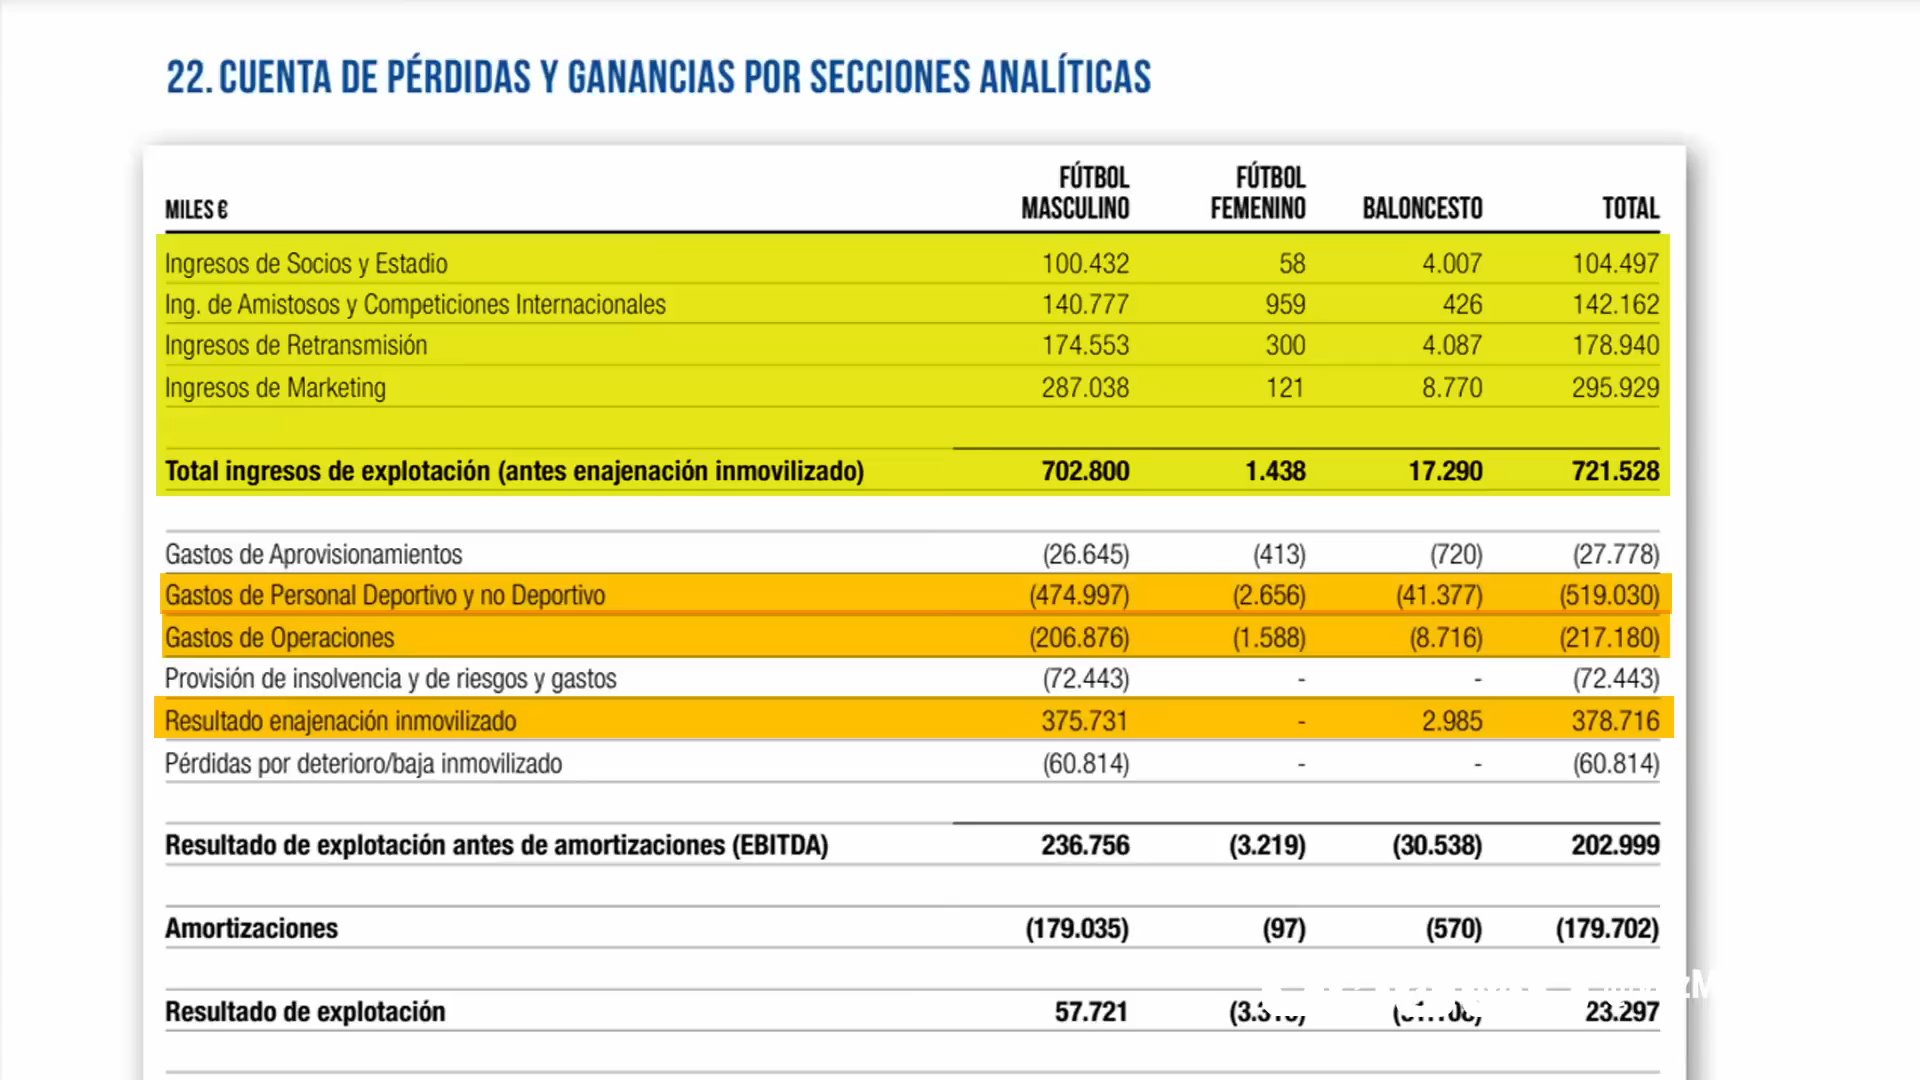 22. CUENTA DE PÉRDIDAS Y GANANCIAS POR SECCIONES ANALÍTICAS
MILES € FÚTBOL MASCULINO FÚTBOL FEMENINO BALONCESTO TOTAL
Ingresos de Socios y Estadio 100.432 58 4.007 104.497
Ing. de Amistosos y Competiciones Internacionales 140.777 959 426 142.162
Ingresos de Retransmisión 174.553 300 4.087 178.940
Ingresos de Marketing 287.038 121 8.770 295.929
Total ingresos de explotación (antes enajenación inmovilizado) 702.800 1.438 17.290 721.528
Gastos de Aprovisionamientos (26.645) (413) (720) (27.778)
Gastos de Personal Deportivo y no Deportivo (474.997) (2.656) (41.377) (519.030)
Gastos de Operaciones (206.876) (1.588) (8.716) (217.180)
Provisión de insolvencia y de riesgos y gastos (72.443) - - (72.443)
Resultado enajenación inmovilizado 375.731 - 2.985 378.716
Pérdidas por deterioro/baja inmovilizado (60.814) - - (60.814)
Resultado de explotación antes de amortizaciones (EBITDA) 236.756 (3.219) (30.538) 202.999
Amortizaciones (179.035) (97) (570) (179.702)
Resultado de explotación 57.721 23.297